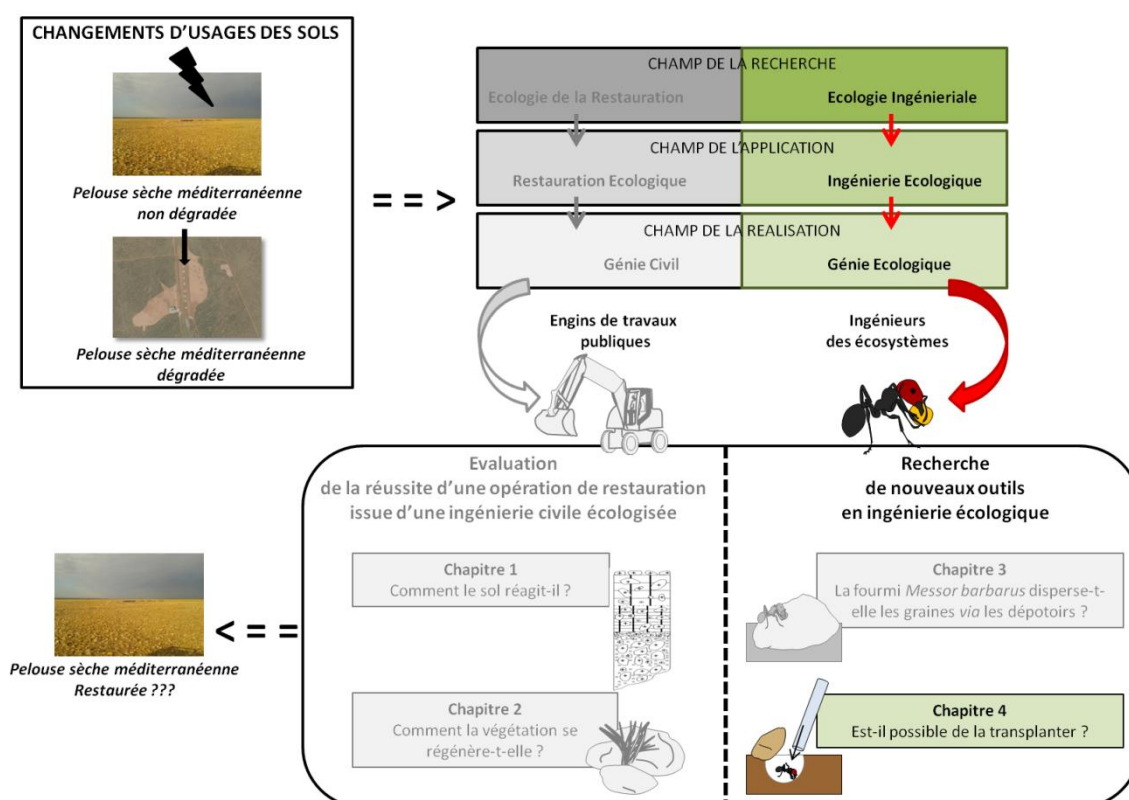 CHANGEMENTS D'USAGES DES SOLS
Pelouse sèche méditerranéenne
non dégradée
Pelouse sèche méditerranéenne
dégradée
= = >
CHAMP DE LA RECHERCHE
Ecologie de la Restauration
Ecologie Ingénieriale
CHAMP DE L'APPLICATION
Restauration Ecologique
Ingénierie Ecologique
CHAMP DE LA REALISATION
Génie Civil
Génie Ecologique
Engins de travaux
publiques
Ingénieurs
des écosystèmes
Evaluation
de la réussite d'une opération de restauration
issue d'une ingénierie civile écologisée
Chapitre 1
Comment le sol réagit-il ?
Chapitre 2
Comment la végétation se
régénère-t-elle ?
Recherche
de nouveaux outils
en ingénierie écologique
Chapitre 3
La fourmi Messor barbarus disperse-t-
elle les graines via les dépotoirs ?
Chapitre 4
Est-il possible de la transplanter ?
< = =
Pelouse sèche méditerranéenne
Restaurée ???